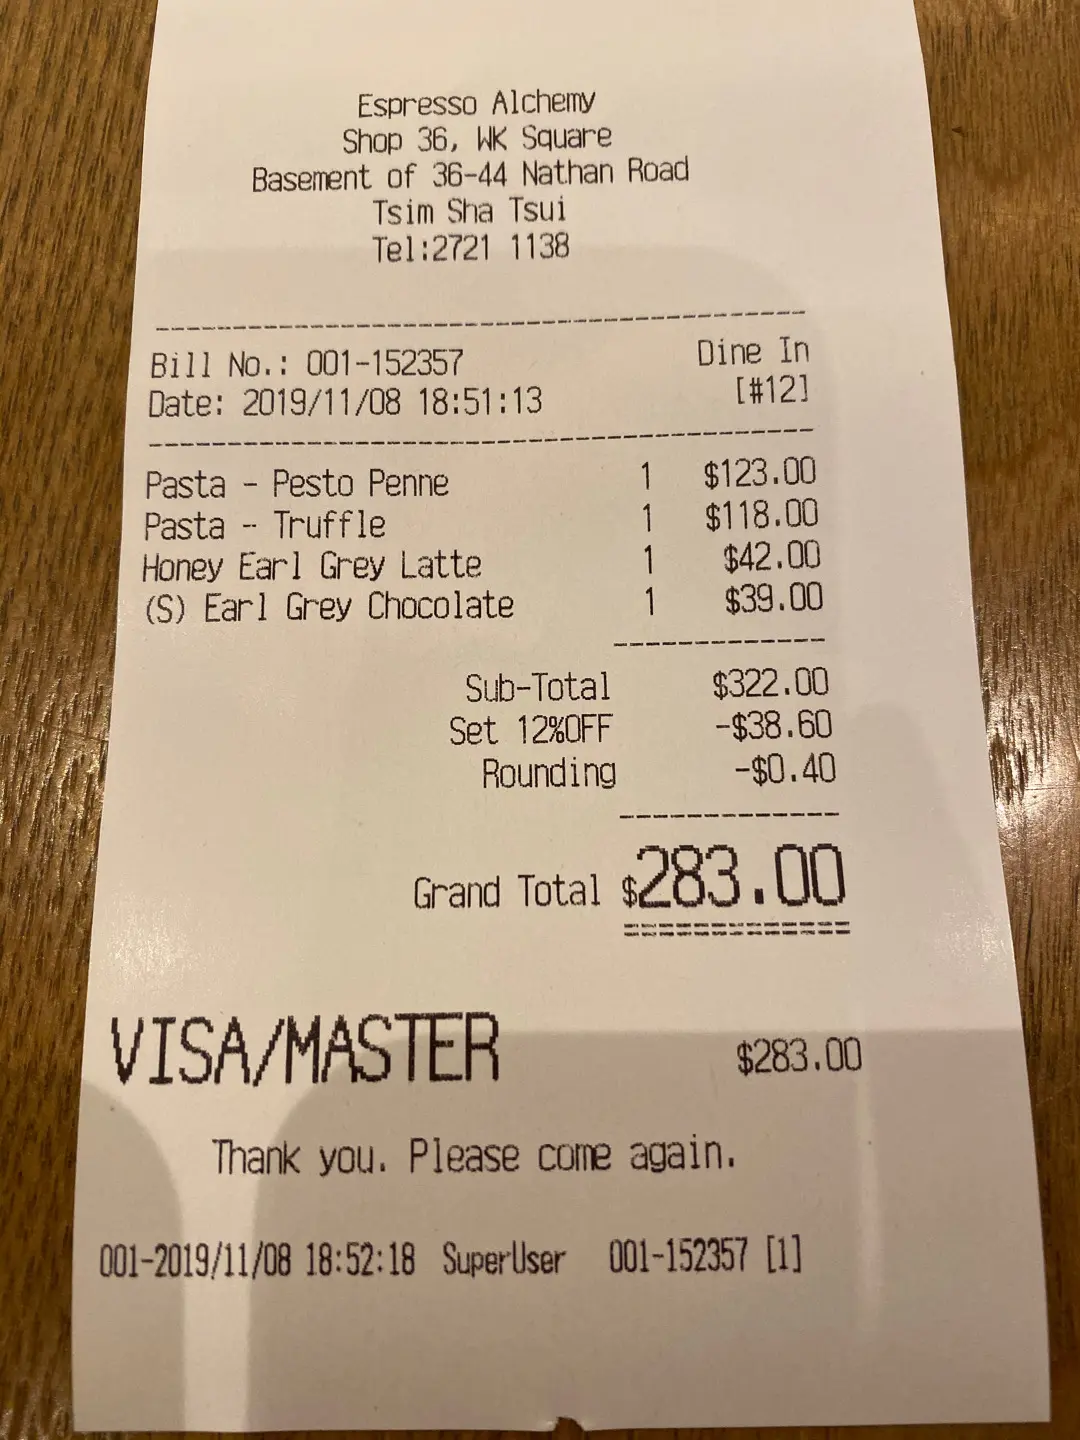 Espresso Alchemy
Shop 36, WK Square
Basement of 36-44 Nathan Road
Tsim Sha Tsui
Tel:2721 1138
Bill No.: 001-152357 Dine In
Date: 2019/11/08 18:51:13 [#12]
Pasta - Pesto Penne 1 $123.00
Pasta - Truffle 1 $118.00
Honey Earl Grey Latte 1 $42.00
(S) Earl Grey Chocolate 1 $39.00
Sub-Total $322.00
Set 12%OFF -$38.60
Rounding -$0.40
Grand Total $283.00
VISA/MASTER $283.00
Thank you. Please come again.
001-2019/11/08 18:52:18 SuperUser 001-152357 [1]